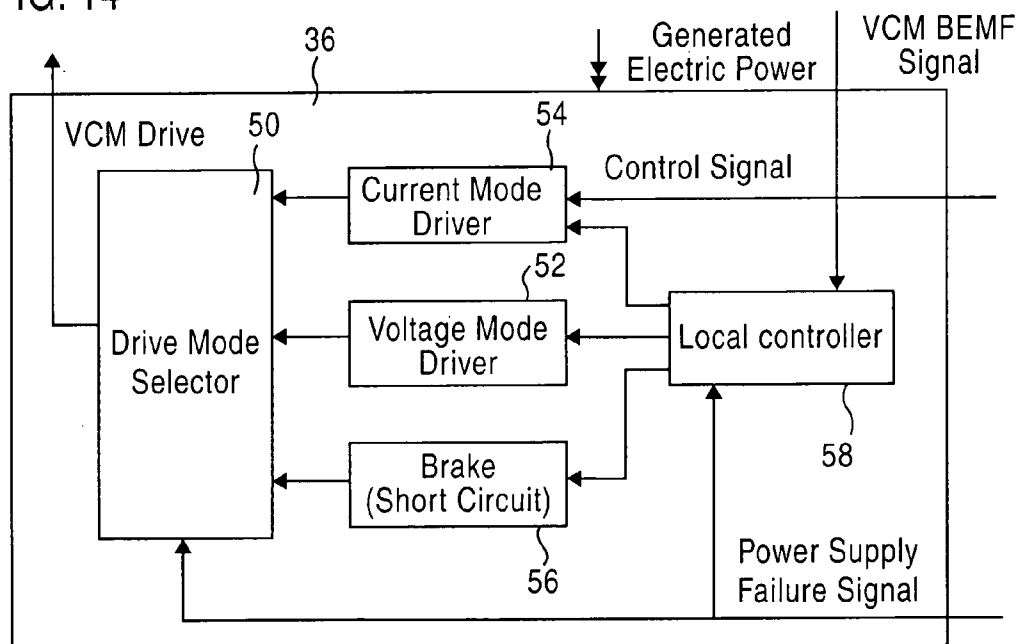 36
Generated
Electric Power
VCM BEMF
Signal
VCM Drive
50
54
Control Signal
Current Mode
Driver
52
Voltage Mode
Driver
Local controller
Drive Mode
Selector
58
Brake
(Short Circuit)
56
Power Supply
Failure Signal